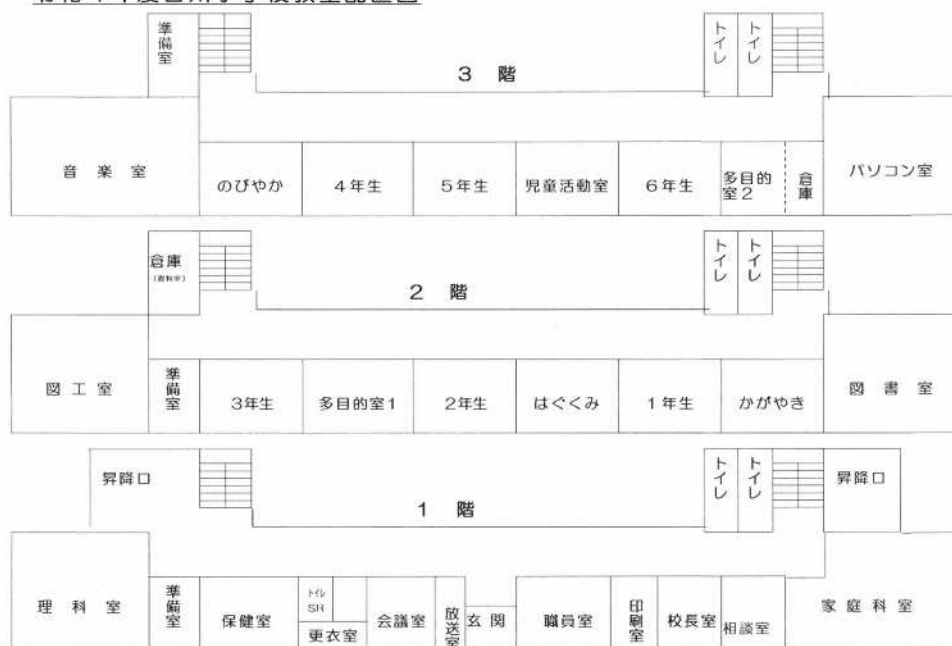 準備室
トイレ
トイレ
3 階
音 楽 室
のびやか
4年生
5年生
児童活動室
6年生
多目的室2
倉庫
パソコン室
倉庫
トイレ
トイレ
2 階
図 工 室
準備室
3年生
多目的室1
2年生
はぐくみ
1年生
かがやき
図 書 室
昇降口
トイレ
トイレ
昇降口
1 階
理 科 室
準備室
保健室
トイレ
SH
更衣室
会議室
放送室
玄 関
職員室
印刷室
校長室
相談室
家 庭 科 室